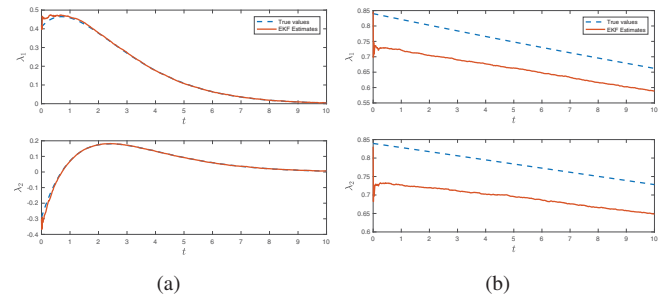 0.5
0.4
0.3
0.2
0.1
0
λ1
True values
EKF Estimates
0 1 2 3 4 5 6 7 8 9 10
t
0.2
0.1
0
-0.1
-0.2
-0.3
-0.4
λ2
0 1 2 3 4 5 6 7 8 9 10
t
(a)
0.85
0.8
0.75
0.7
0.65
0.6
0.55
λ1
True values
EKF Estimates
0 1 2 3 4 5 6 7 8 9 10
t
0.85
0.8
0.75
0.7
0.65
0.6
λ2
0 1 2 3 4 5 6 7 8 9 10
t
(b)